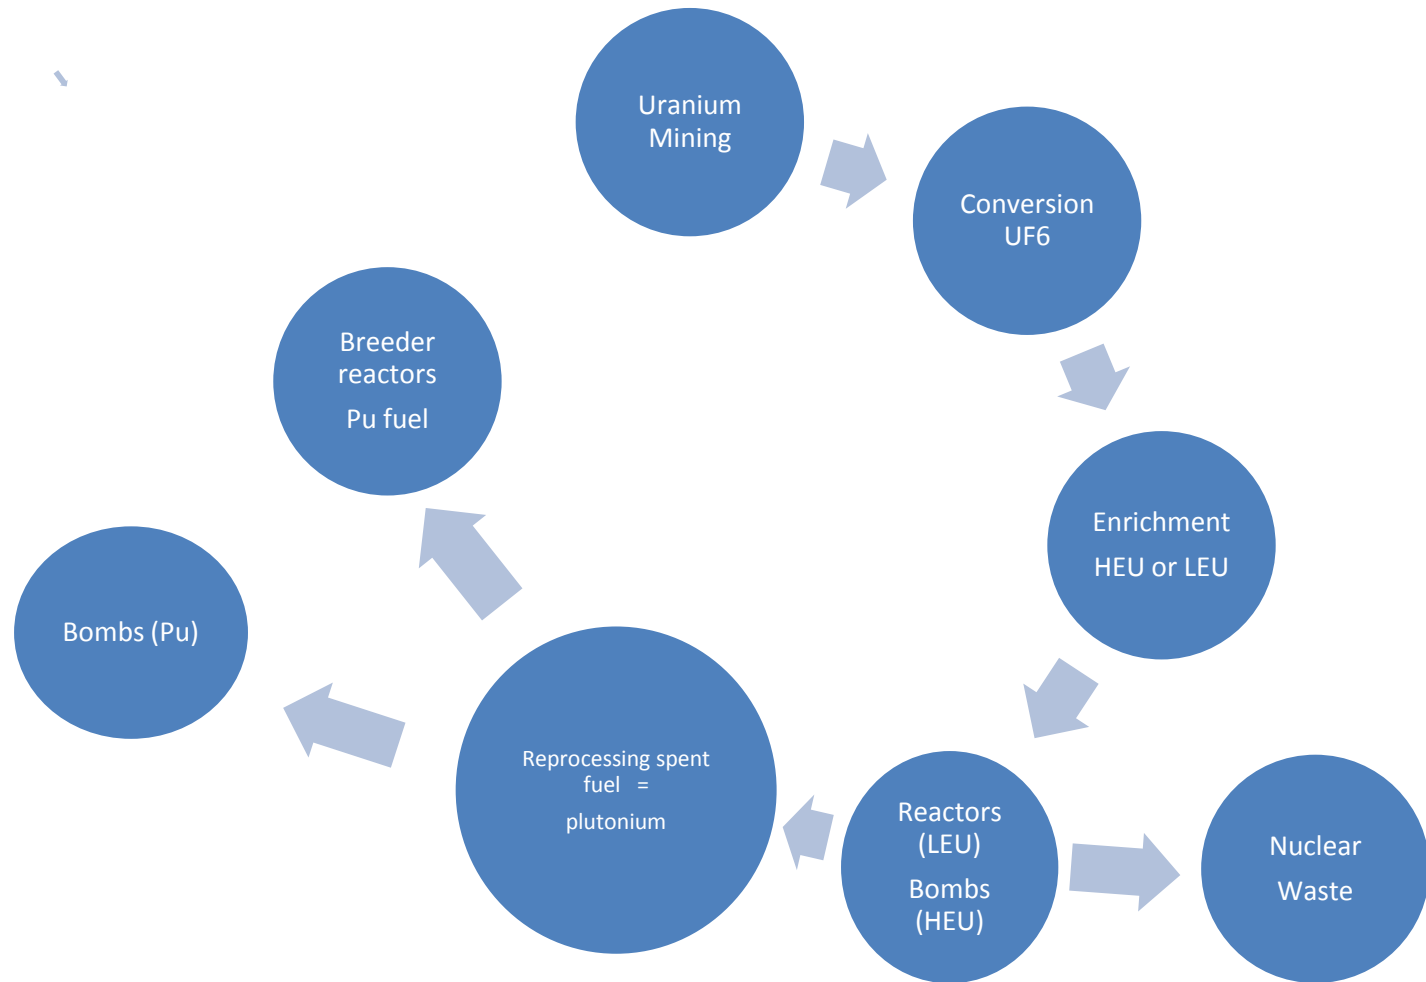 Uranium
Mining
Conversion
UF6
Enrichment
HEU or LEU
Reactors
(LEU)
Bombs
(HEU)
Nuclear
Waste
Reprocessing spent
fuel =
plutonium
Breeder
reactors
Pu fuel
Bombs (Pu)